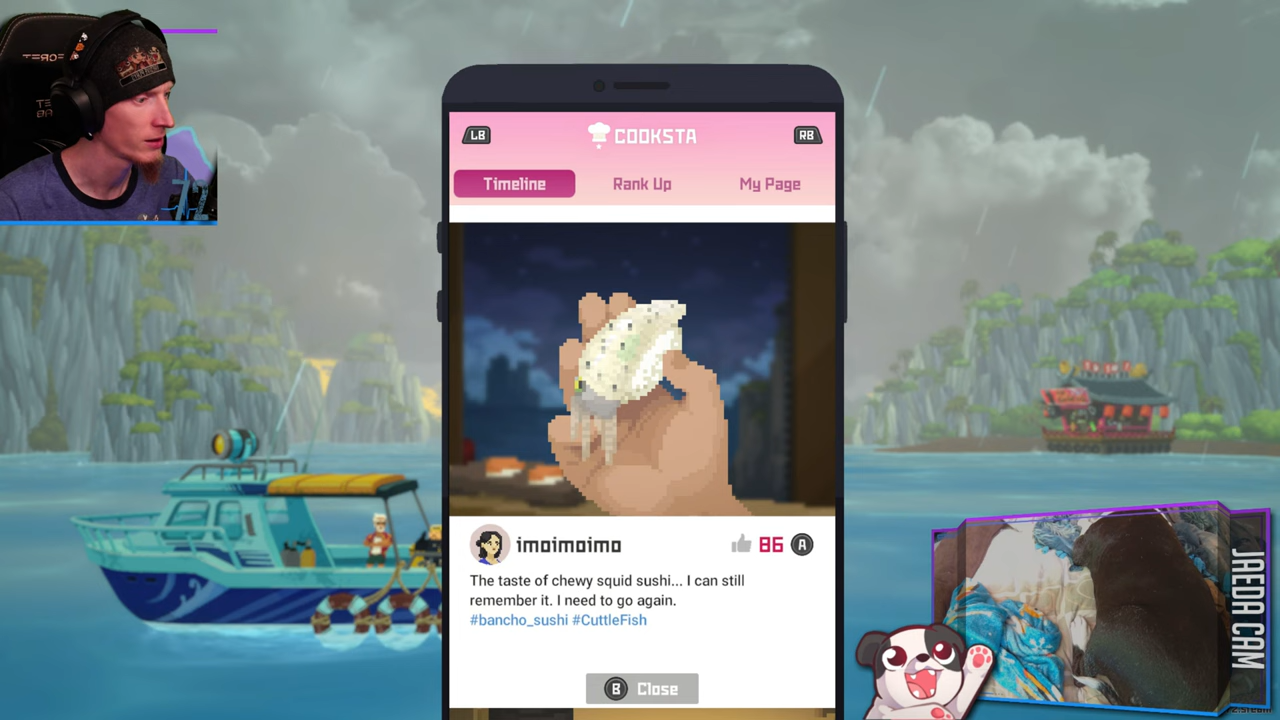 LB
COOKSTA
RB
Timeline
Rank Up
My Page
imoimoimo
86
A
The taste of chewy squid sushi... I can still
remember it. I need to go again.
#bancho_sushi #CuttleFish
B
Close
JAEDA CAM